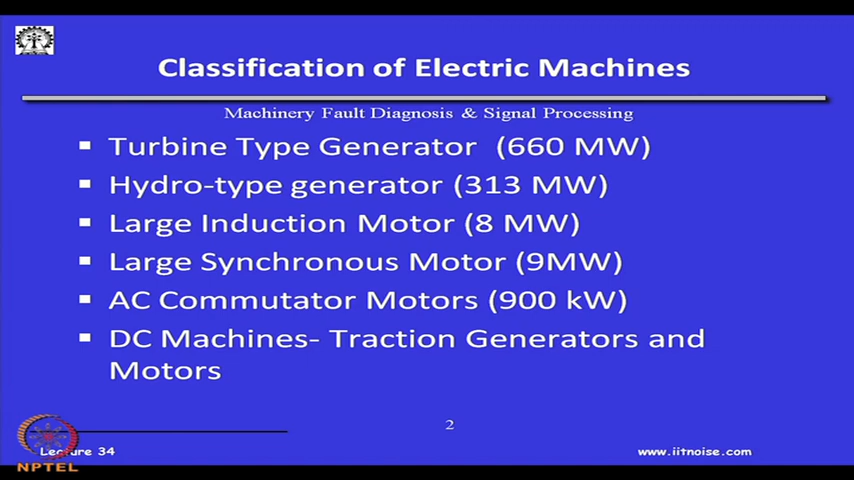 Classification of Electric Machines
Machinery Fault Diagnosis & Signal Processing
Turbine Type Generator (660 MW)
Hydro-type generator (313 MW)
Large Induction Motor (8 MW)
Large Synchronous Motor (9MW)
AC Commutator Motors (900 kW)
DC Machines- Traction Generators and
Motors
2
Lecture 34
www.iitnoise.com
NPTEL